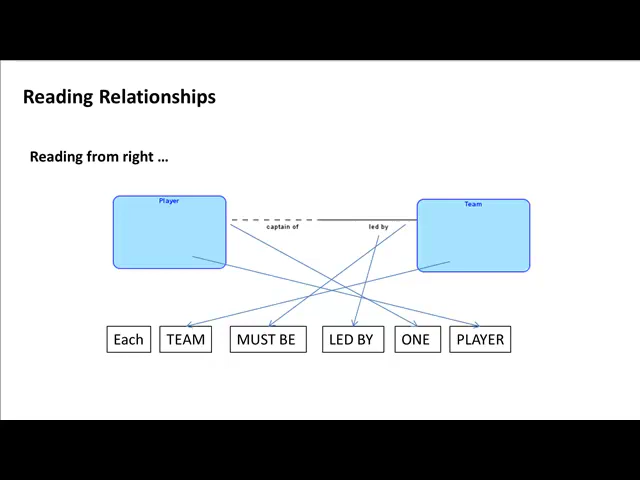 Reading Relationships
Reading from right ...
Player
Team
captain of
led by
Each TEAM MUST BE LED BY ONE PLAYER